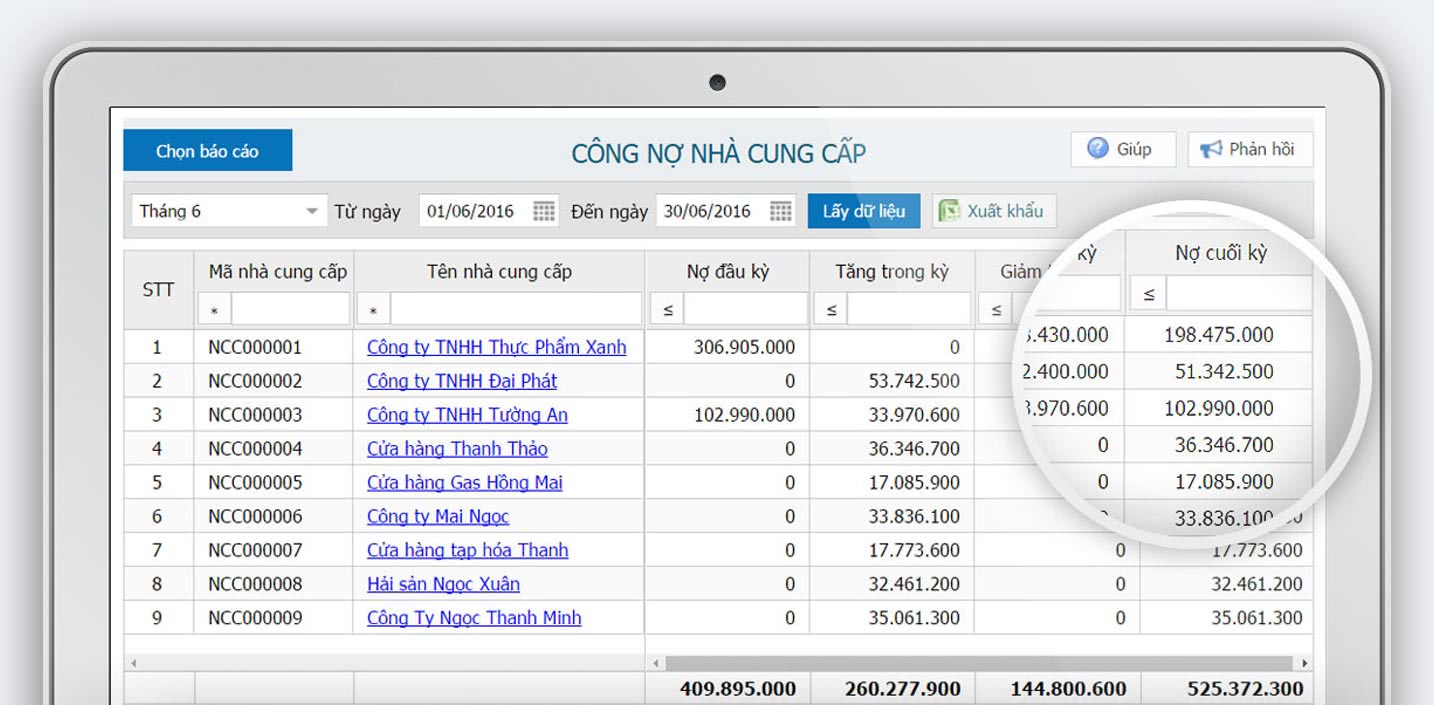 Chọn báo cáo CÔNG NỢ NHÀ CUNG CẤP Giúp Phản hồi
Tháng 6 Từ ngày 01/06/2016 Đến ngày 30/06/2016 Lấy dữ liệu Xuất khẩu
STT Mã nhà cung cấp Tên nhà cung cấp Nợ đầu kỳ Tăng trong kỳ Giảm kỳ Nợ cuối kỳ
* * ≤ ≤ ≤ ≤
1 NCC000001 Công ty TNHH Thực Phẩm Xanh 306.905.000 0 3.430.000 198.475.000
2 NCC000002 Công ty TNHH Đại Phát 0 53.742.500 2.400.000 51.342.500
3 NCC000003 Công ty TNHH Tường An 102.990.000 33.970.600 3.970.600 102.990.000
4 NCC000004 Cửa hàng Thanh Thảo 0 36.346.700 0 36.346.700
5 NCC000005 Cửa hàng Gas Hồng Mai 0 17.085.900 0 17.085.900
6 NCC000006 Công ty Mai Ngọc 0 33.836.100 33.836.100
7 NCC000007 Cửa hàng tạp hóa Thanh 0 17.773.600 0 17.773.600
8 NCC000008 Hải sản Ngọc Xuân 0 32.461.200 0 32.461.200
9 NCC000009 Công Ty Ngọc Thanh Minh 0 35.061.300 0 35.061.300
409.895.000 260.277.900 144.800.600 525.372.300